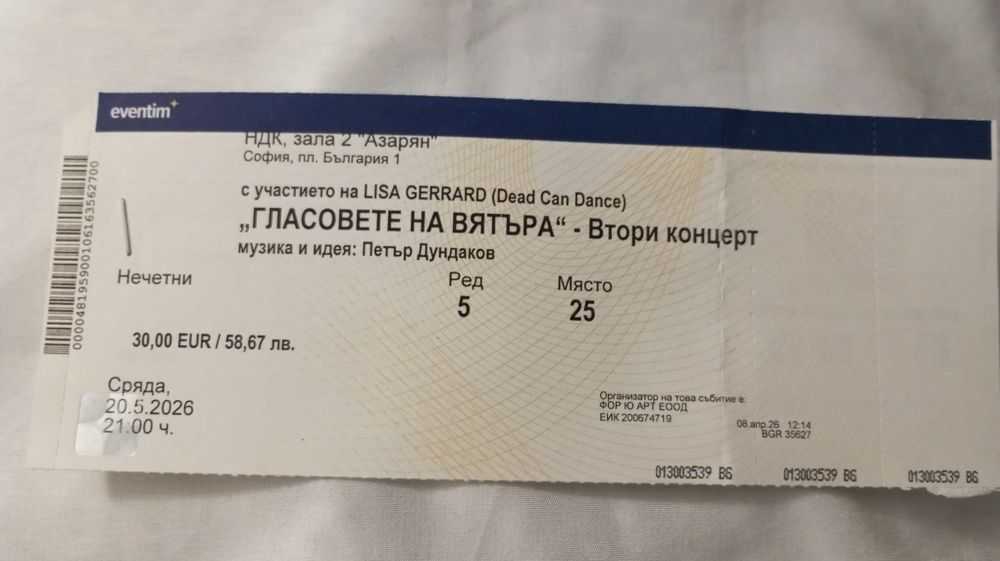 eventim
НДК, зала 2 "Азарян"
София, пл. България 1
с участието на LISA GERRARD (Dead Can Dance)
„ГЛАСОВЕТЕ НА ВЯТЪРА“ - Втори концерт
музика и идея: Петър Дундаков
Нечетни
Ред
Място
5
25
30,00 EUR / 58,67 лв.
Сряда,
20.5.2026
21:00 ч.
Организатор на това събитие е:
ФОР Ю АРТ ЕООД
ЕИК 200674719
08.апр.26 12:14
BGR 35627
013003539 BG
013003539 BG
013003539 BG
0000481959001061635627​00